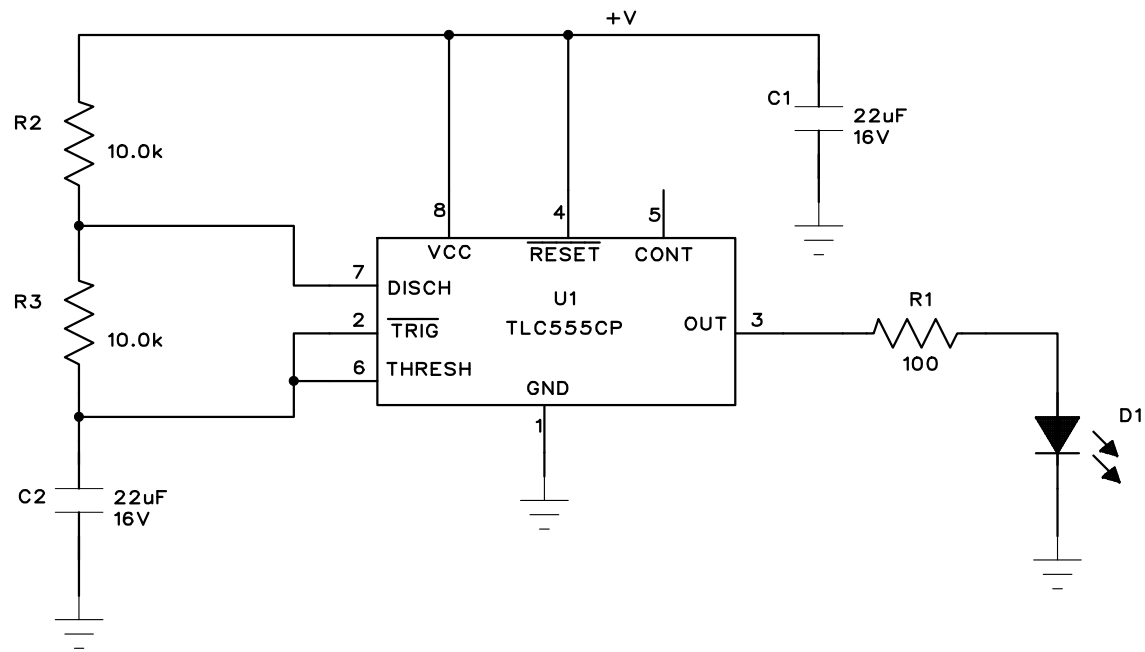 +V
R2
10.0k
C1
22uF
16V
8
4
5
VCC
RESET
CONT
7
DISCH
R3
10.0k
2
TRIG
6
THRESH
U1
TLC555CP
OUT
3
R1
100
GND
1
D1
C2
22uF
16V